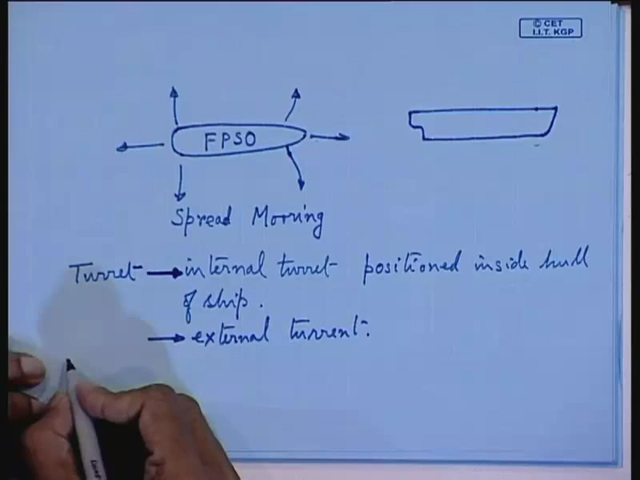 © CET
I.I.T. KGP
FPSO
Spread Morring
Turret → internal turret positioned inside hull
of ship.
→ external turrent.